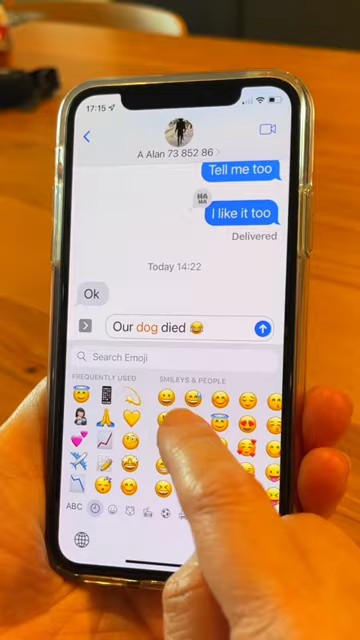 17:15
A Alan 73 852 86
Tell me too
HA
HA
I like it too
Delivered
Today 14:22
Ok
Our dog died 😂
Search Emoji
FREQUENTLY USED
SMILEYS & PEOPLE
ABC